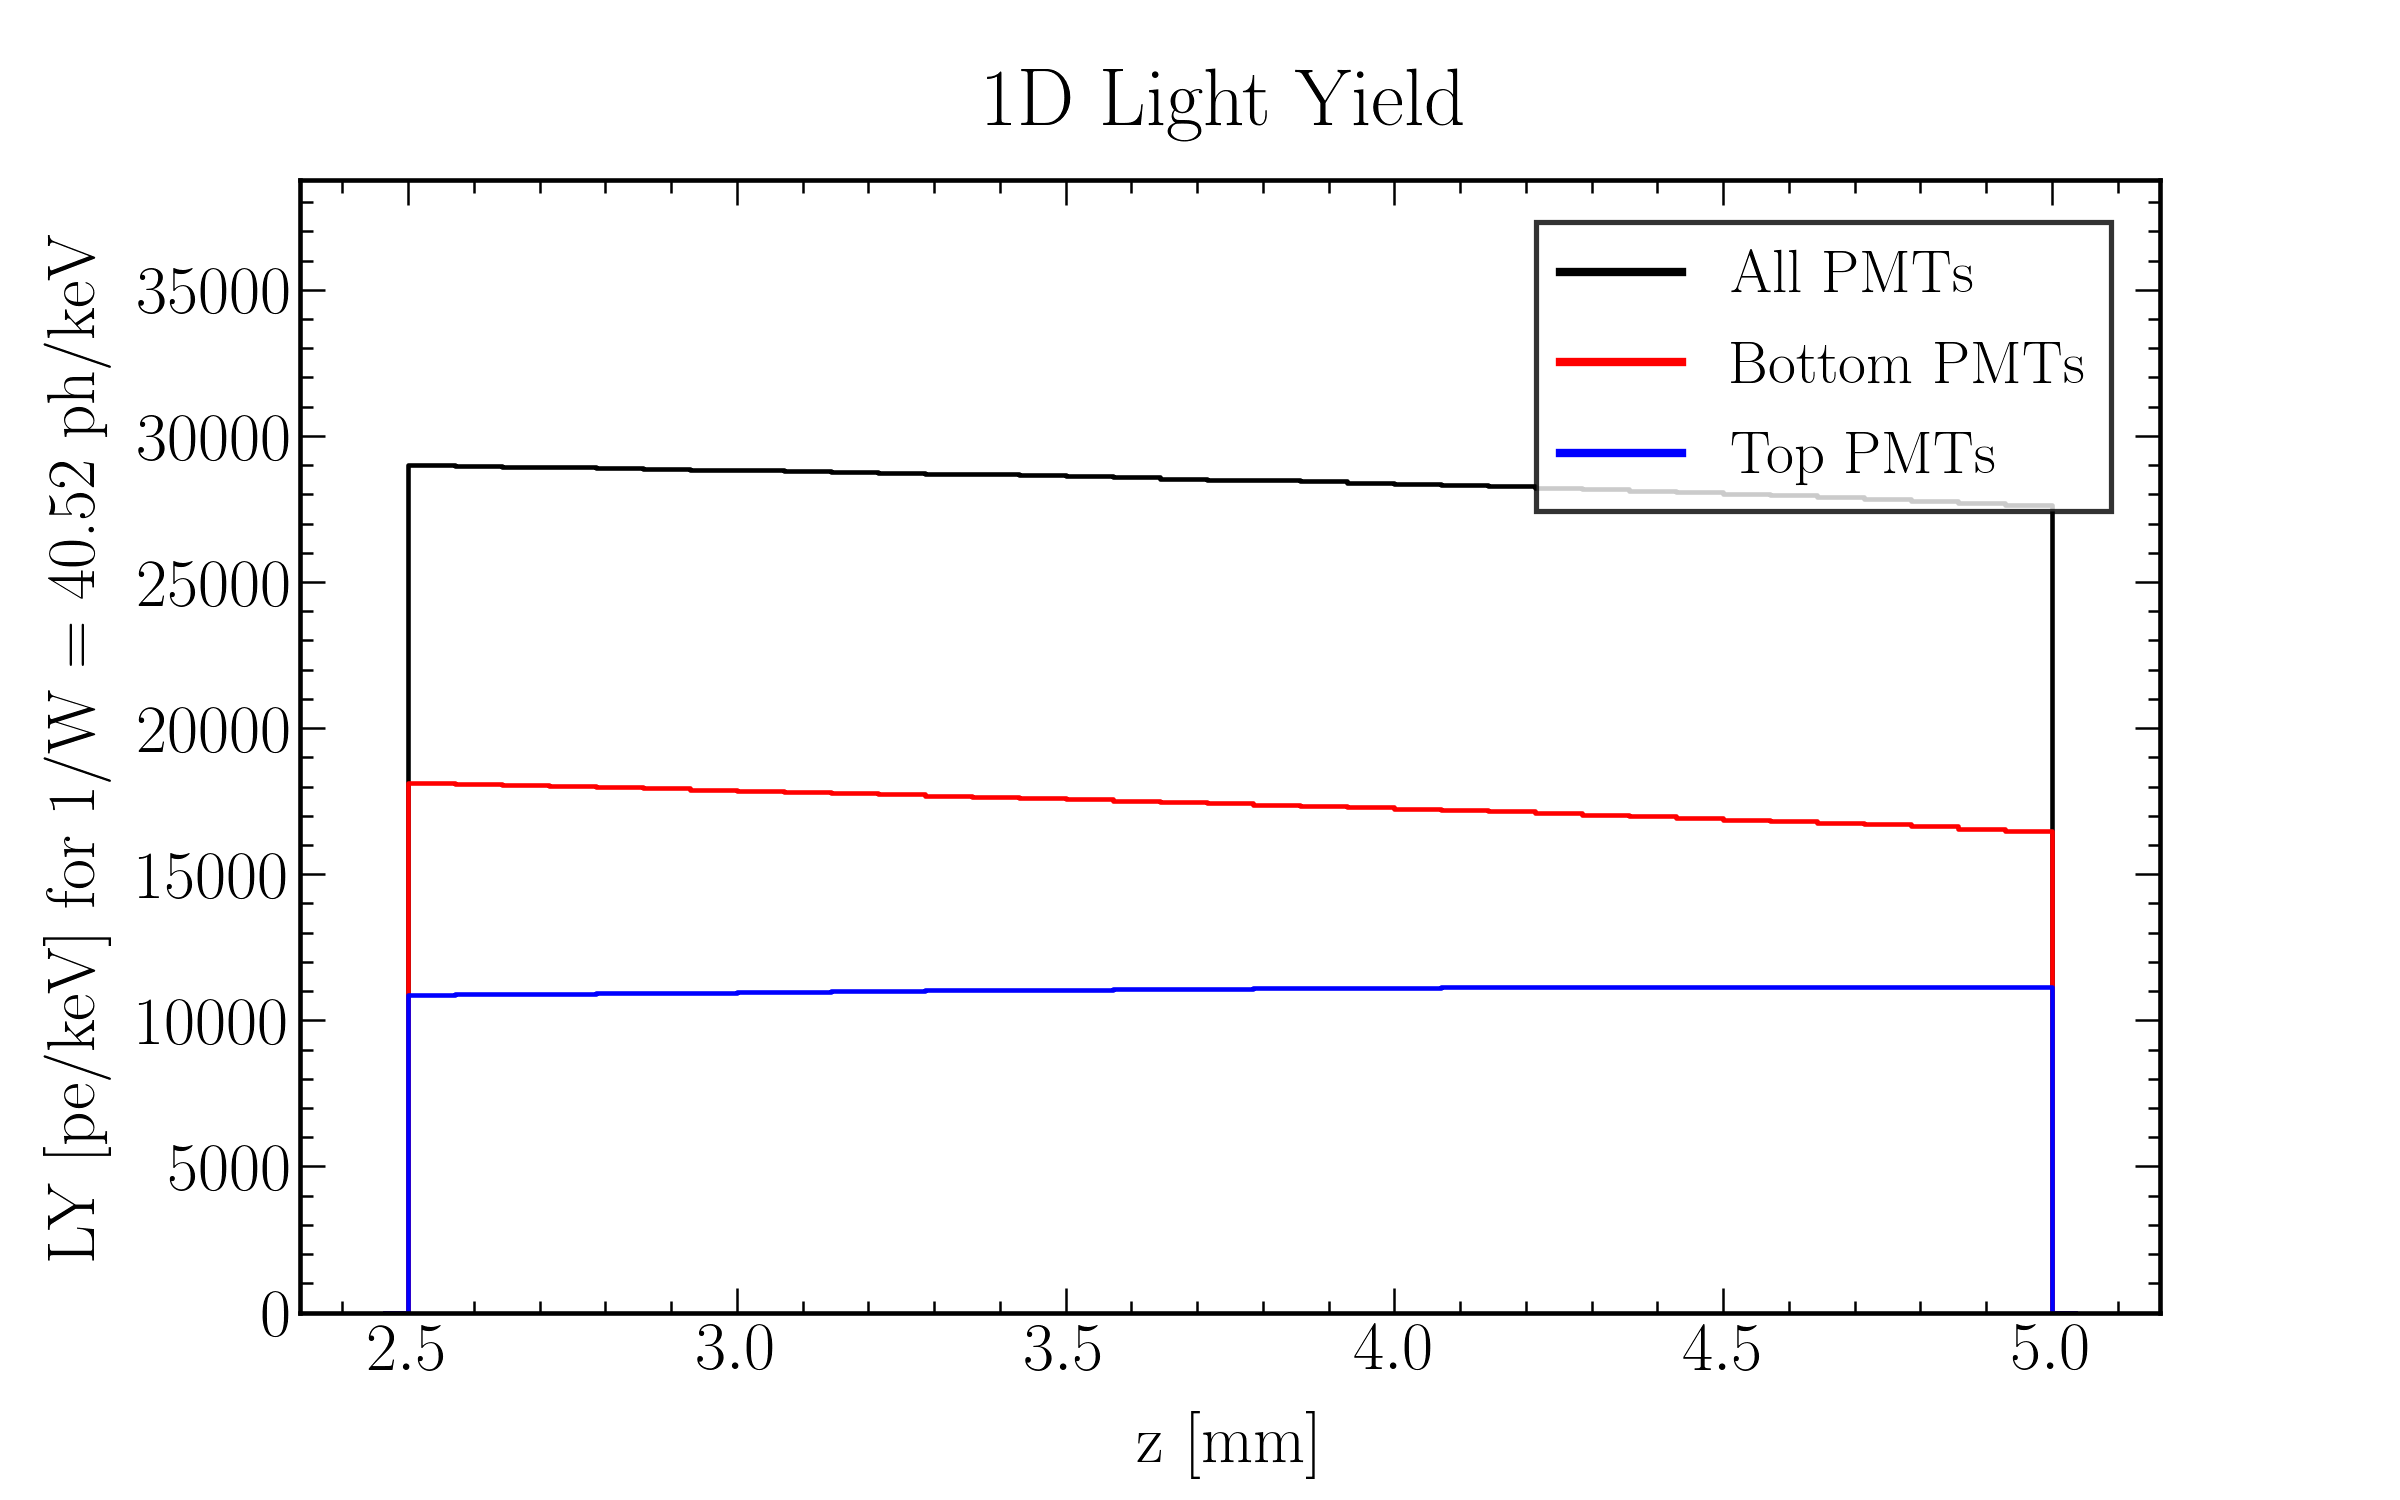 1D Light Yield
LY [pe/keV] for 1/W = 40.52 ph/keV
35000
30000
25000
20000
15000
10000
5000
0
All PMTs
Bottom PMTs
Top PMTs
2.5 3.0 3.5 4.0 4.5 5.0
z [mm]